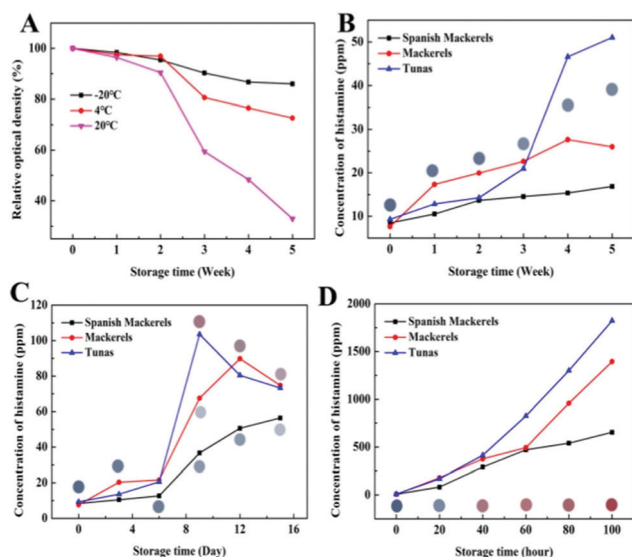 A
Relative optical density (%)
100
80
60
40
-20℃
4℃
20℃
0 1 2 3 4 5
Storage time (Week)
B
Concentration of histamine (ppm)
50
40
30
20
10
Spanish Mackerels
Mackerels
Tunas
0 1 2 3 4 5
Storage time (Week)
C
Concentration of histamine (ppm)
120
100
80
60
40
20
0
Spanish Mackerels
Mackerels
Tunas
0 4 8 12 16
Storage time (Day)
D
Concentration of histamine (ppm)
2000
1500
1000
500
0
Spanish Mackerels
Mackerels
Tunas
0 20 40 60 80 100
Storage time (hour)